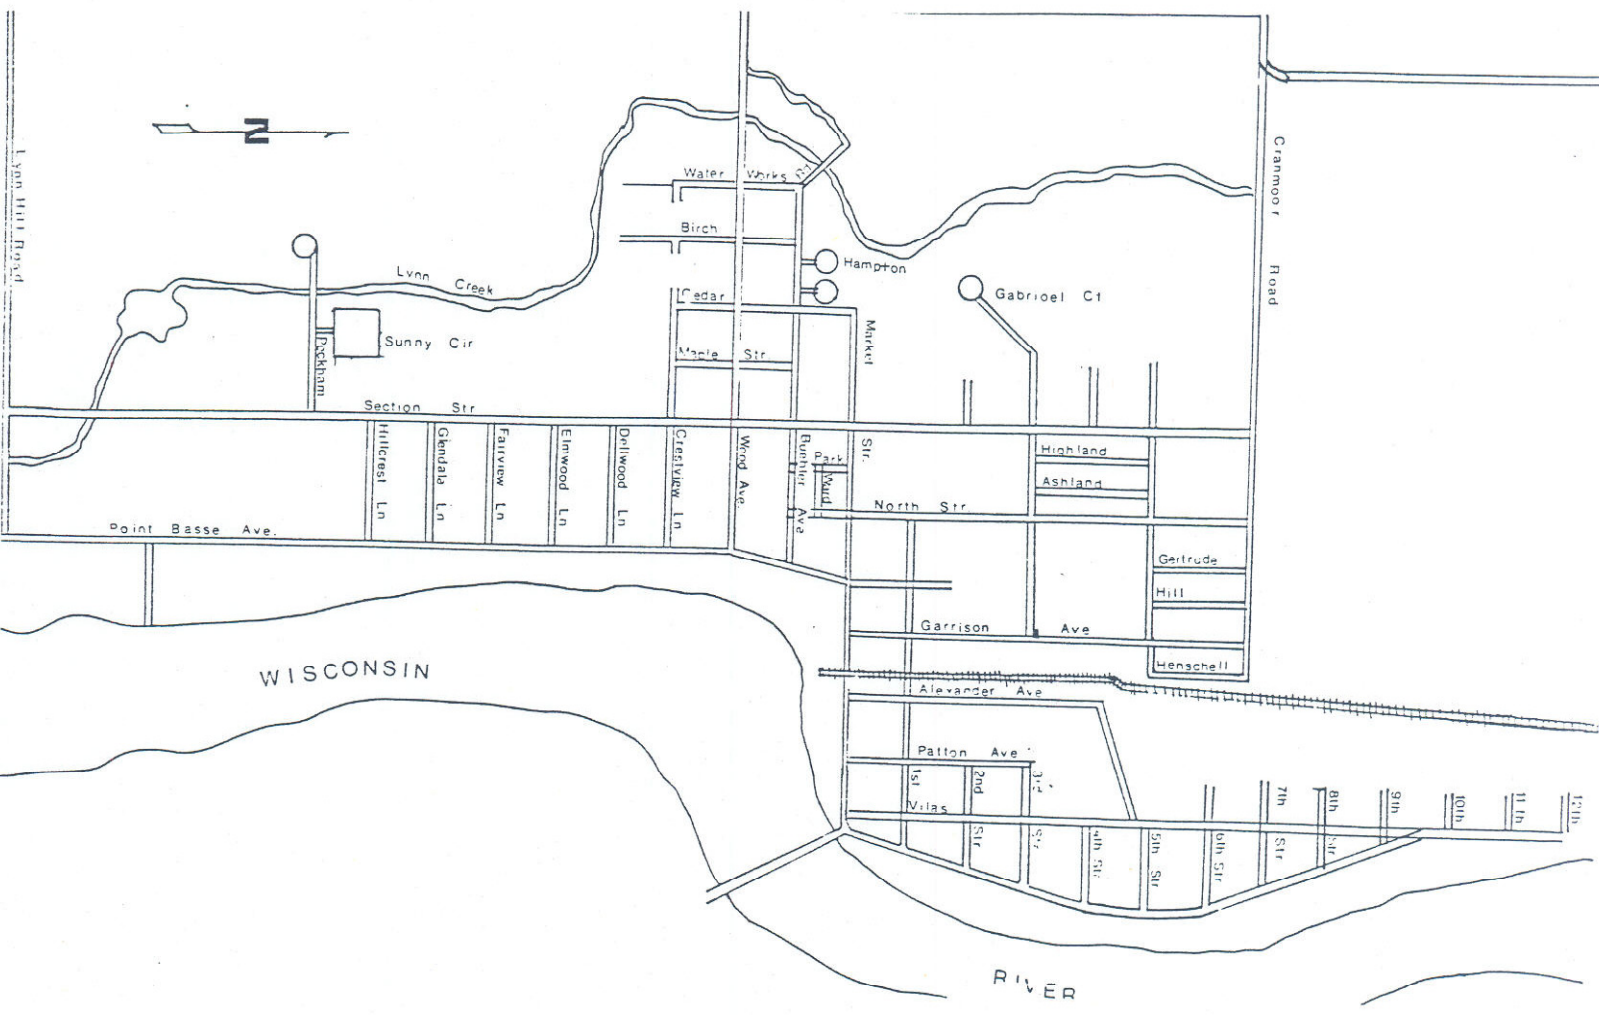 Cranmoor Road
Lynn Hill Road
N
Water Works Rd
Birch
Hampton
Lynn Creek
Cedar
Gabrioel Ct
Market Str.
Sunny Cir
Peckham
Maple Str
Section Str
Hillcrest Ln
Glendala Ln
Fairview Ln
Elmwood Ln
Dellwood Ln
Crestview Ln
Wood Ave.
Buehler Ave
Park
Ward
Highland
Ashland
North Str.
Point Basse Ave.
Gertrude
Hill
Garrison Ave
Henschell
WISCONSIN
Alexander Ave
Patton Ave
1st
2nd Str
3rd Str
Vilas
4th Str
5th Str
6th Str
7th Str
8th Str
9th
10th
11th
12th
RIVER